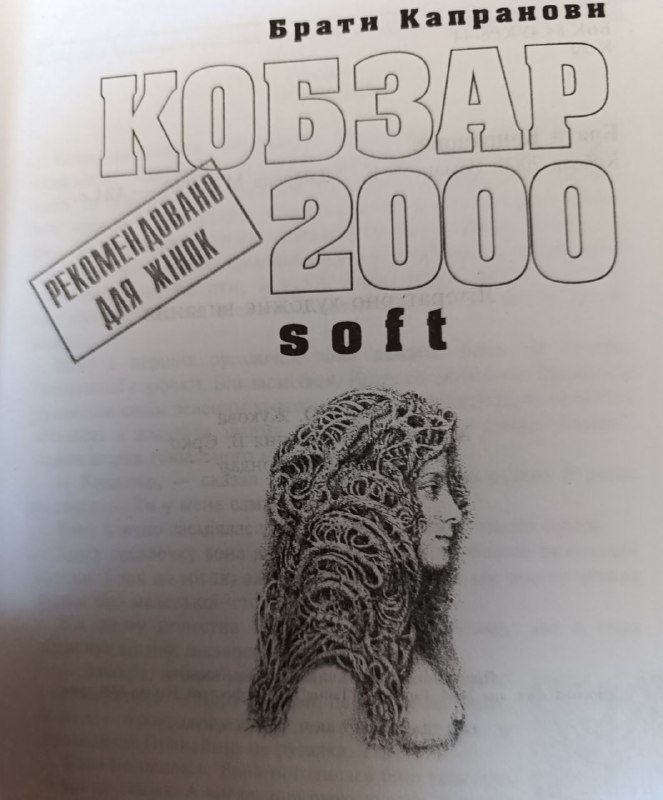 Брати Капранови
КОБЗАР
2000
РЕКОМЕНДОВАНО
ДЛЯ ЖІНОК
soft